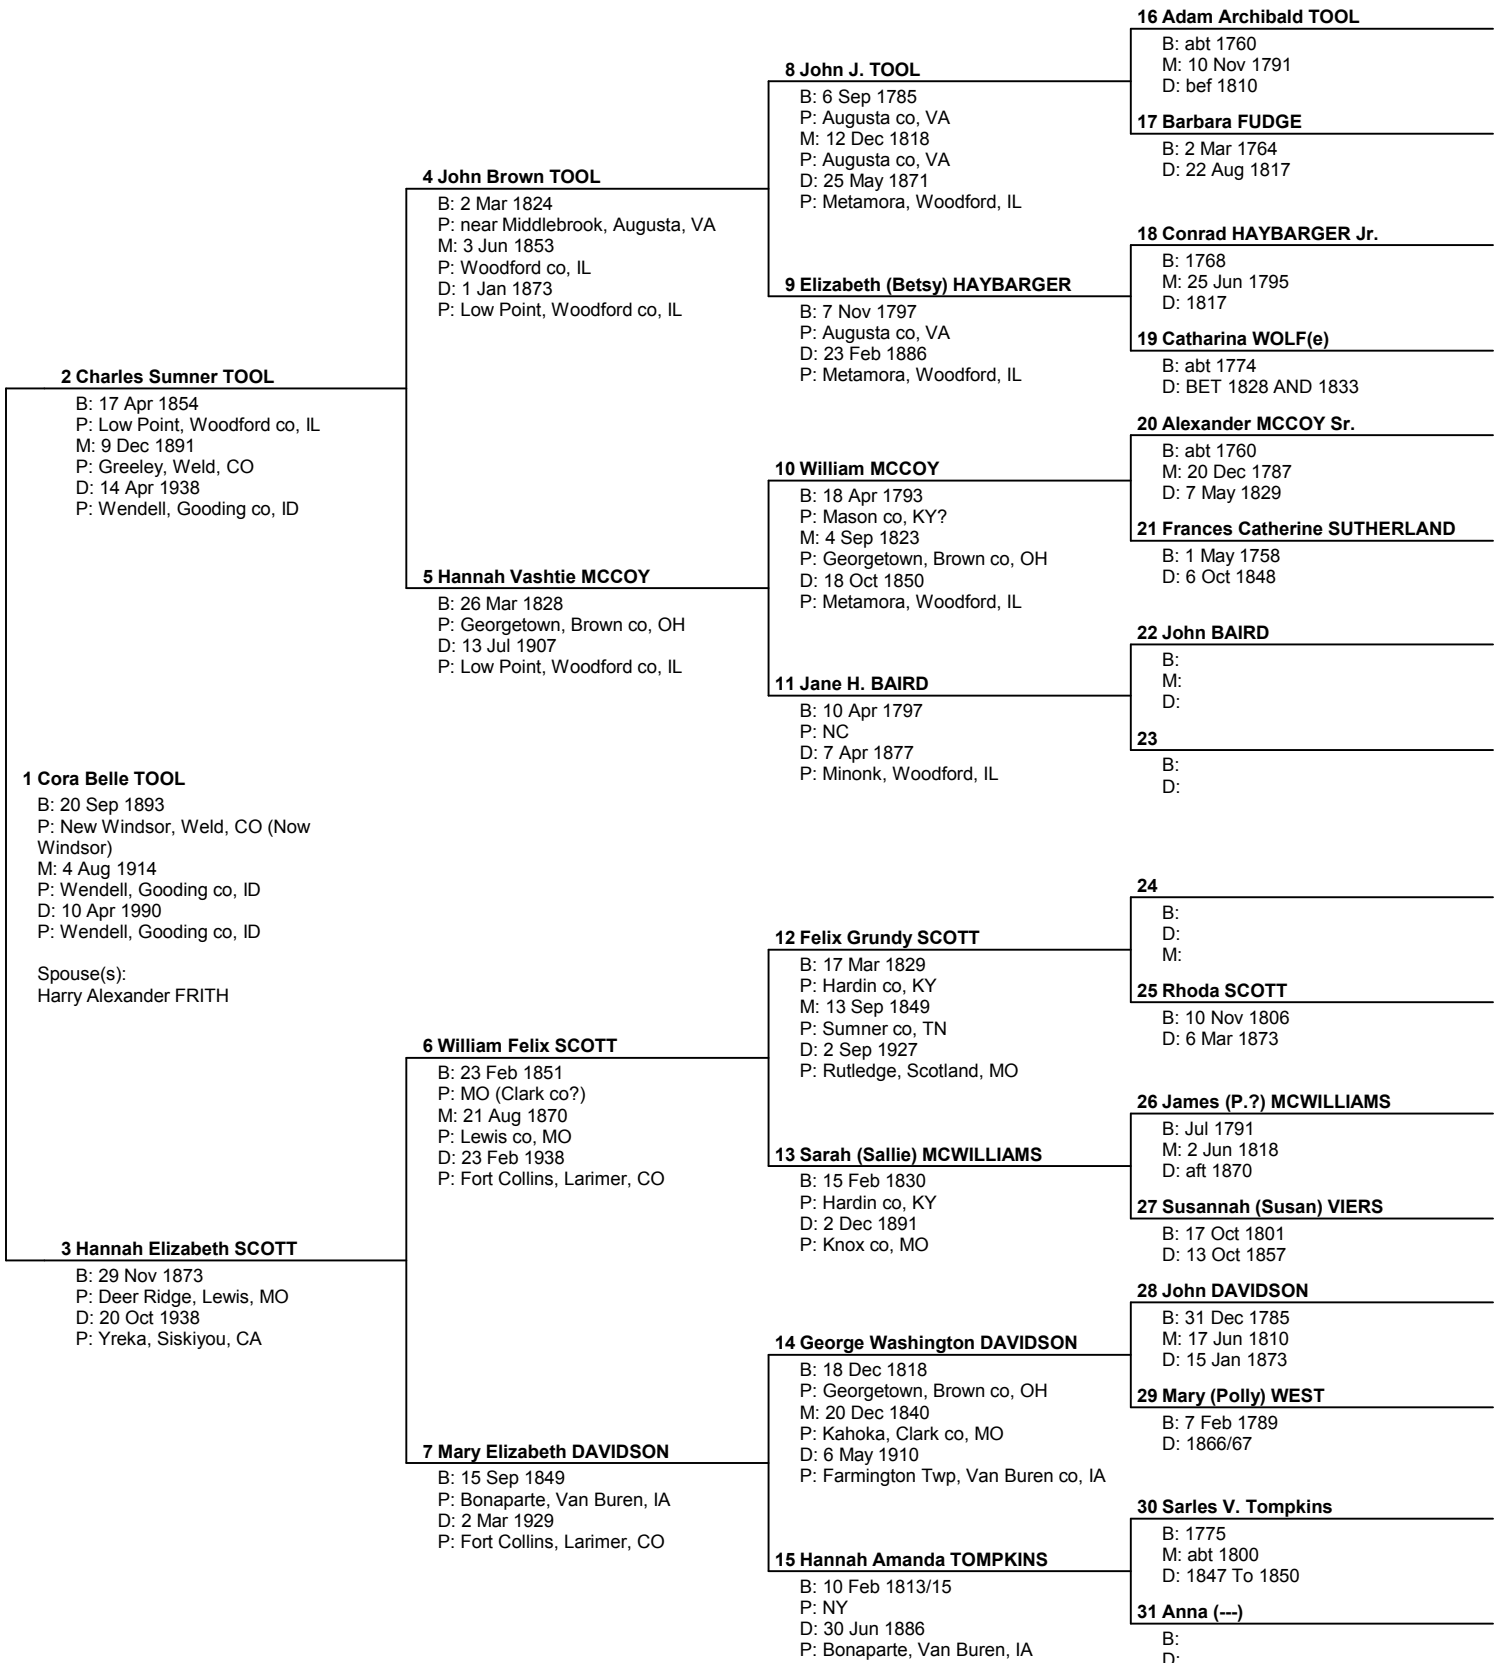 16 Adam Archibald TOOL
B: abt 1760
M: 10 Nov 1791
D: bef 1810
8 John J. TOOL
B: 6 Sep 1785
P: Augusta co, VA
M: 12 Dec 1818
P: Augusta co, VA
D: 25 May 1871
P: Metamora, Woodford, IL
17 Barbara FUDGE
B: 2 Mar 1764
D: 22 Aug 1817
4 John Brown TOOL
B: 2 Mar 1824
P: near Middlebrook, Augusta, VA
M: 3 Jun 1853
P: Woodford co, IL
D: 1 Jan 1873
P: Low Point, Woodford co, IL
18 Conrad HAYBARGER Jr.
B: 1768
M: 25 Jun 1795
D: 1817
9 Elizabeth (Betsy) HAYBARGER
B: 7 Nov 1797
P: Augusta co, VA
D: 23 Feb 1886
P: Metamora, Woodford, IL
19 Catharina WOLF(e)
B: abt 1774
D: BET 1828 AND 1833
2 Charles Sumner TOOL
B: 17 Apr 1854
P: Low Point, Woodford co, IL
M: 9 Dec 1891
P: Greeley, Weld, CO
D: 14 Apr 1938
P: Wendell, Gooding co, ID
20 Alexander MCCOY Sr.
B: abt 1760
M: 20 Dec 1787
D: 7 May 1829
10 William MCCOY
B: 18 Apr 1793
P: Mason co, KY?
M: 4 Sep 1823
P: Georgetown, Brown co, OH
D: 18 Oct 1850
P: Metamora, Woodford, IL
21 Frances Catherine SUTHERLAND
B: 1 May 1758
D: 6 Oct 1848
5 Hannah Vashtie MCCOY
B: 26 Mar 1828
P: Georgetown, Brown co, OH
D: 13 Jul 1907
P: Low Point, Woodford co, IL
22 John BAIRD
B:
M:
D:
11 Jane H. BAIRD
B: 10 Apr 1797
P: NC
D: 7 Apr 1877
P: Minonk, Woodford, IL
23
B:
D:
1 Cora Belle TOOL
B: 20 Sep 1893
P: New Windsor, Weld, CO (Now
Windsor)
M: 4 Aug 1914
P: Wendell, Gooding co, ID
D: 10 Apr 1990
P: Wendell, Gooding co, ID
Spouse(s):
Harry Alexander FRITH
24
B:
D:
M:
12 Felix Grundy SCOTT
B: 17 Mar 1829
P: Hardin co, KY
M: 13 Sep 1849
P: Sumner co, TN
D: 2 Sep 1927
P: Rutledge, Scotland, MO
25 Rhoda SCOTT
B: 10 Nov 1806
D: 6 Mar 1873
6 William Felix SCOTT
B: 23 Feb 1851
P: MO (Clark co?)
M: 21 Aug 1870
P: Lewis co, MO
D: 23 Feb 1938
P: Fort Collins, Larimer, CO
26 James (P.?) MCWILLIAMS
B: Jul 1791
M: 2 Jun 1818
D: aft 1870
13 Sarah (Sallie) MCWILLIAMS
B: 15 Feb 1830
P: Hardin co, KY
D: 2 Dec 1891
P: Knox co, MO
27 Susannah (Susan) VIERS
B: 17 Oct 1801
D: 13 Oct 1857
3 Hannah Elizabeth SCOTT
B: 29 Nov 1873
P: Deer Ridge, Lewis, MO
D: 20 Oct 1938
P: Yreka, Siskiyou, CA
28 John DAVIDSON
B: 31 Dec 1785
M: 17 Jun 1810
D: 15 Jan 1873
14 George Washington DAVIDSON
B: 18 Dec 1818
P: Georgetown, Brown co, OH
M: 20 Dec 1840
P: Kahoka, Clark co, MO
D: 6 May 1910
P: Farmington Twp, Van Buren co, IA
29 Mary (Polly) WEST
B: 7 Feb 1789
D: 1866/67
7 Mary Elizabeth DAVIDSON
B: 15 Sep 1849
P: Bonaparte, Van Buren, IA
D: 2 Mar 1929
P: Fort Collins, Larimer, CO
30 Sarles V. Tompkins
B: 1775
M: abt 1800
D: 1847 To 1850
15 Hannah Amanda TOMPKINS
B: 10 Feb 1813/15
P: NY
D: 30 Jun 1886
P: Bonaparte, Van Buren, IA
31 Anna (---)
B:
D: